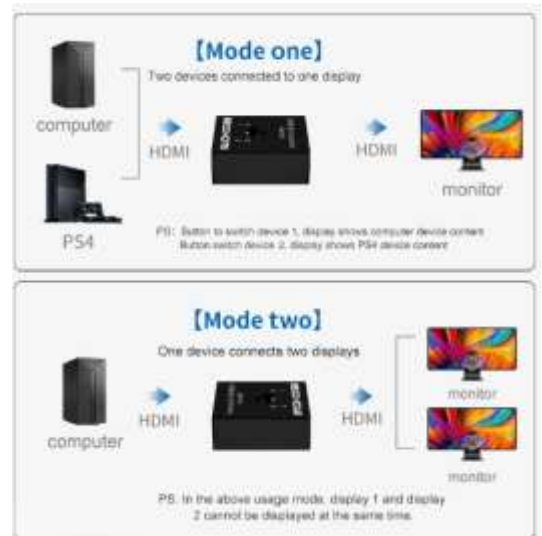 【Mode one】
Two devices connected to one display
computer
HDMI
HDMI
monitor
PS4
PS: Button to switch device 1, display shows computer device content
Button switch device 2, display shows PS4 device content
【Mode two】
One device connects two displays
computer
HDMI
HDMI
monitor
monitor
PS: In the above usage mode, display 1 and display
2 cannot be displayed at the same time.